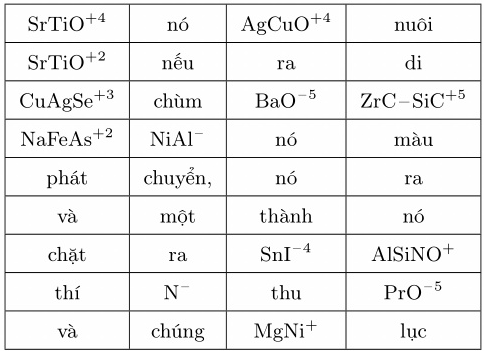 SrTiO⁺⁴ nó AgCuO⁺⁴ nuôi
SrTiO⁺² nếu ra di
CuAgSe⁺³ chùm BaO⁻⁵ ZrC–SiC⁺⁵
NaFeAs⁺² NiAl⁻ nó màu
phát chuyển, nó ra
và một thành nó
chặt ra SnI⁻⁴ AlSiNO⁺
thí N⁻ thu PrO⁻⁵
và chúng MgNi⁺ lục